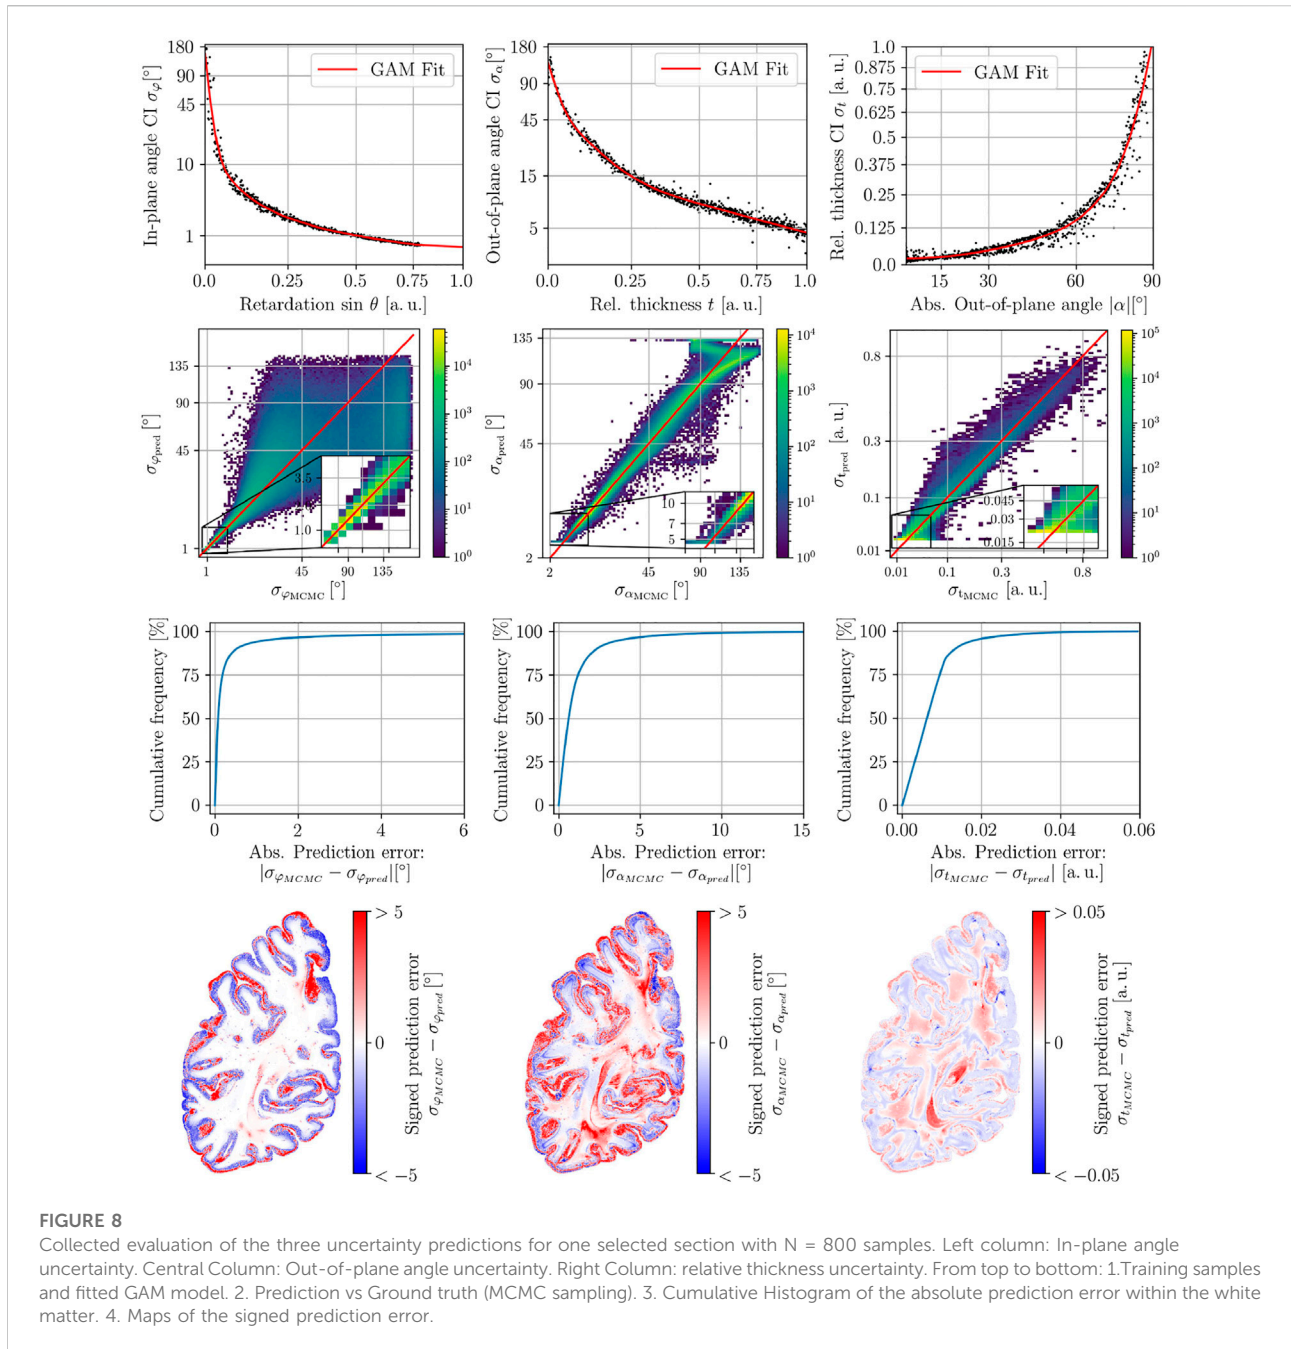 In-plane angle CI σφ[°]
180
90
45
10
1
GAM Fit
0.0 0.25 0.5 0.75 1.0
Retardation sin θ [a. u.]
Out-of-plane angle CI σα[°]
180
90
45
15
5
GAM Fit
0.0 0.25 0.5 0.75 1.0
Rel. thickness t [a. u.]
Rel. thickness CI σt [a. u.]
1.0
0.875
0.75
0.625
0.5
0.375
0.25
0.125
0.0
GAM Fit
15 30 60 90
Abs. Out-of-plane angle |α|[°]
σφpred [°]
135
90
45
1
3.5
1.0
1 45 90 135
σφMCMC [°]
10⁴
10³
10²
10¹
10⁰
σαpred [°]
135
90
45
2
10
7
5
2 45 90 135
σαMCMC [°]
10⁴
10³
10²
10¹
10⁰
σtpred [a. u.]
0.8
0.3
0.1
0.01
0.045
0.03
0.015
0.01 0.1 0.3 0.8
σtMCMC [a. u.]
10⁵
10⁴
10³
10²
10¹
10⁰
Cumulative frequency [%]
100
75
50
25
0
0 2 4 6
Abs. Prediction error:
|σφMCMC − σφpred|[°]
Cumulative frequency [%]
100
75
50
25
0
0 5 10 15
Abs. Prediction error:
|σαMCMC − σαpred|[°]
Cumulative frequency [%]
100
75
50
25
0
0.00 0.02 0.04 0.06
Abs. Prediction error:
|σtMCMC − σtpred| [a. u.]
> 5
0
< −5
Signed prediction error
σφMCMC − σφpred [°]
> 5
0
< −5
Signed prediction error
σαMCMC − σαpred [°]
> 0.05
0
< −0.05
Signed prediction error
σtMCMC − σtpred [a. u.]
FIGURE 8
Collected evaluation of the three uncertainty predictions for one selected section with N = 800 samples. Left column: In-plane angle
uncertainty. Central Column: Out-of-plane angle uncertainty. Right Column: relative thickness uncertainty. From top to bottom: 1.Training samples
and fitted GAM model. 2. Prediction vs Ground truth (MCMC sampling). 3. Cumulative Histogram of the absolute prediction error within the white
matter. 4. Maps of the signed prediction error.